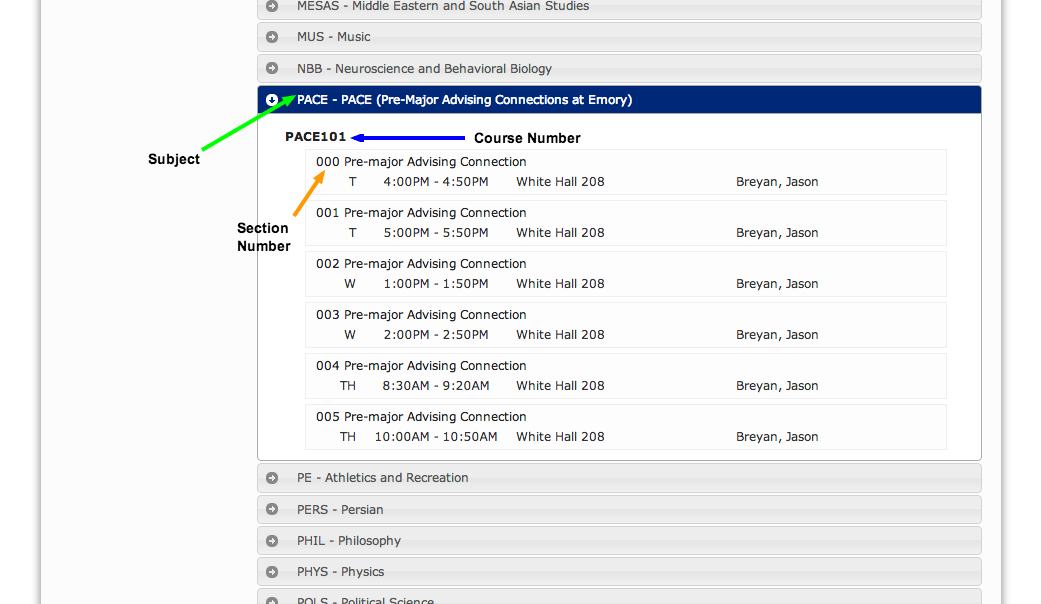 MESAS - Middle Eastern and South Asian Studies
MUS - Music
NBB - Neuroscience and Behavioral Biology
PACE - PACE (Pre-Major Advising Connections at Emory)
PACE101
Course Number
Subject
000 Pre-major Advising Connection
T 4:00PM - 4:50PM White Hall 208 Breyan, Jason
Section
Number
001 Pre-major Advising Connection
T 5:00PM - 5:50PM White Hall 208 Breyan, Jason
002 Pre-major Advising Connection
W 1:00PM - 1:50PM White Hall 208 Breyan, Jason
003 Pre-major Advising Connection
W 2:00PM - 2:50PM White Hall 208 Breyan, Jason
004 Pre-major Advising Connection
TH 8:30AM - 9:20AM White Hall 208 Breyan, Jason
005 Pre-major Advising Connection
TH 10:00AM - 10:50AM White Hall 208 Breyan, Jason
PE - Athletics and Recreation
PERS - Persian
PHIL - Philosophy
PHYS - Physics
POLS - Political Science